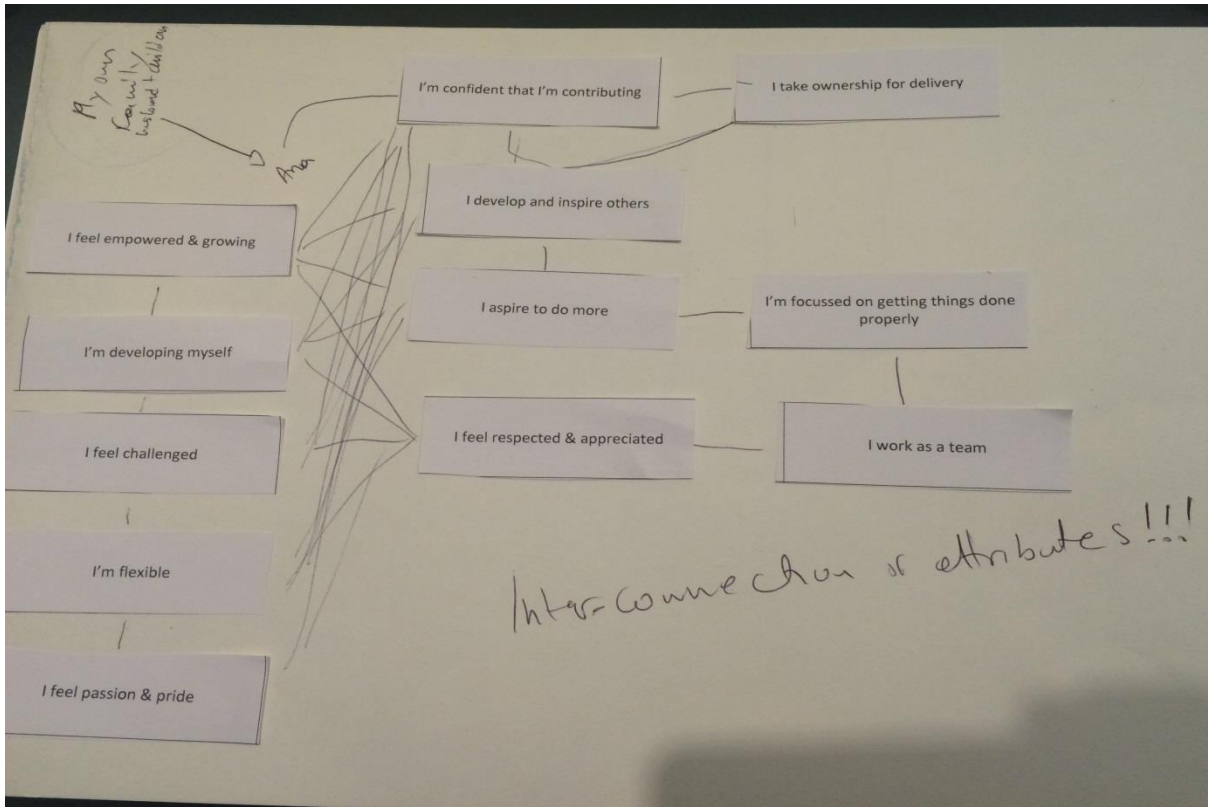 My own
family
husband + children
Ana
I'm confident that I'm contributing
I take ownership for delivery
I develop and inspire others
I feel empowered & growing
I aspire to do more
I'm focussed on getting things done
properly
I'm developing myself
I feel challenged
I feel respected & appreciated
I work as a team
I'm flexible
I feel passion & pride
Inter-connection of attributes!!!